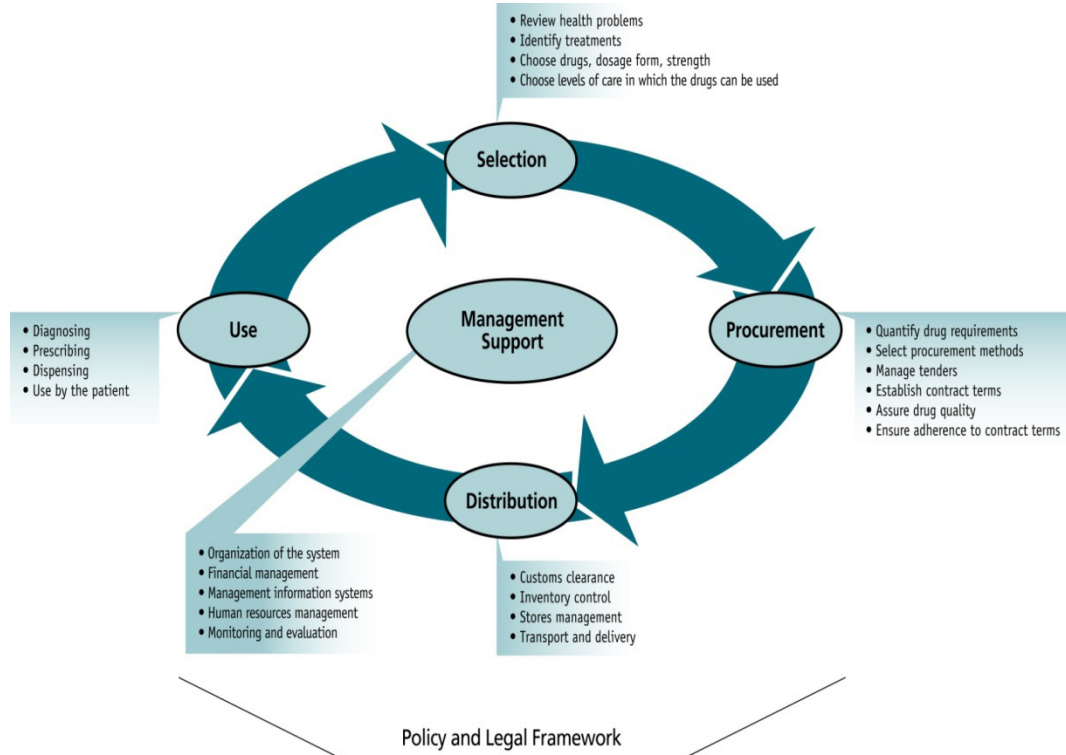 • Review health problems
• Identify treatments
• Choose drugs, dosage form, strength
• Choose levels of care in which the drugs can be used
Selection
Use
Management
Support
Procurement
• Diagnosing
• Prescribing
• Dispensing
• Use by the patient
• Quantify drug requirements
• Select procurement methods
• Manage tenders
• Establish contract terms
• Assure drug quality
• Ensure adherence to contract terms
Distribution
• Organization of the system
• Financial management
• Management information systems
• Human resources management
• Monitoring and evaluation
• Customs clearance
• Inventory control
• Stores management
• Transport and delivery
Policy and Legal Framework